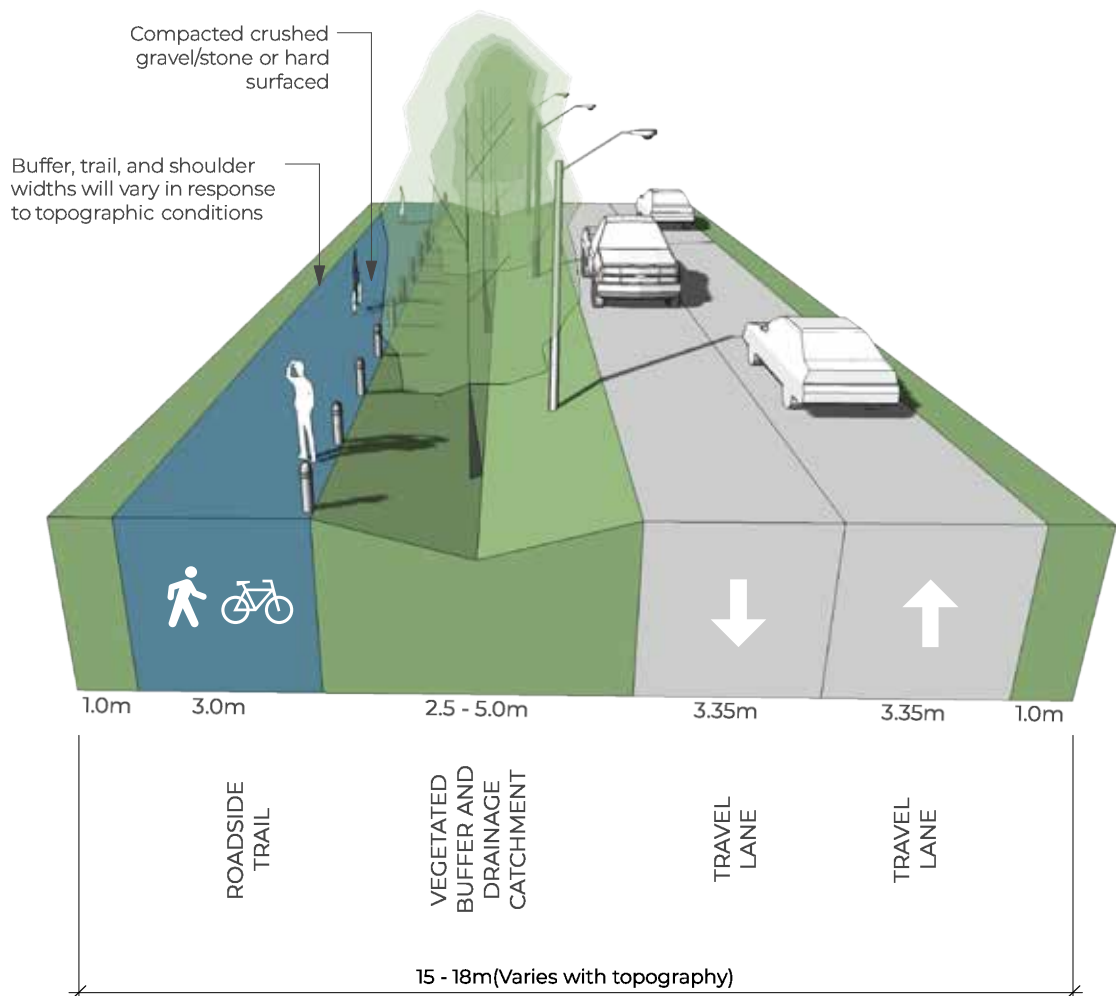 Compacted crushed
gravel/stone or hard
surfaced
Buffer, trail, and shoulder
widths will vary in response
to topographic conditions
1.0m
3.0m
2.5 - 5.0m
3.35m
3.35m
1.0m
ROADSIDE
TRAIL
VEGETATED
BUFFER AND
DRAINAGE
CATCHMENT
TRAVEL
LANE
TRAVEL
LANE
15 - 18m(Varies with topography)